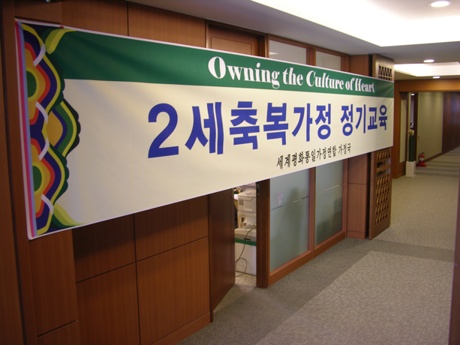 Owning the Culture of Heart
2세축복가정 정기교육
세계평화통일가정연합 가정국